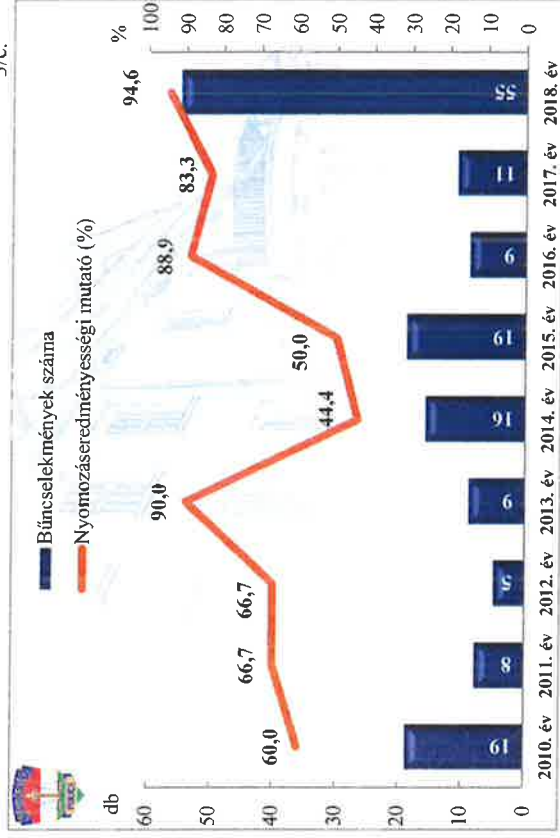 3/c.
db
%
Bűncselekmények száma
Nyomozáseredményességi mutató (%)
60
50
40
30
20
10
0
100
90
80
70
60
50
40
30
20
10
0
60,0
66,7
66,7
90,0
44,4
50,0
88,9
83,3
94,6
19
8
5
9
16
19
9
11
55
2010. év
2011. év
2012. év
2013. év
2014. év
2015. év
2016. év
2017. év
2018. év